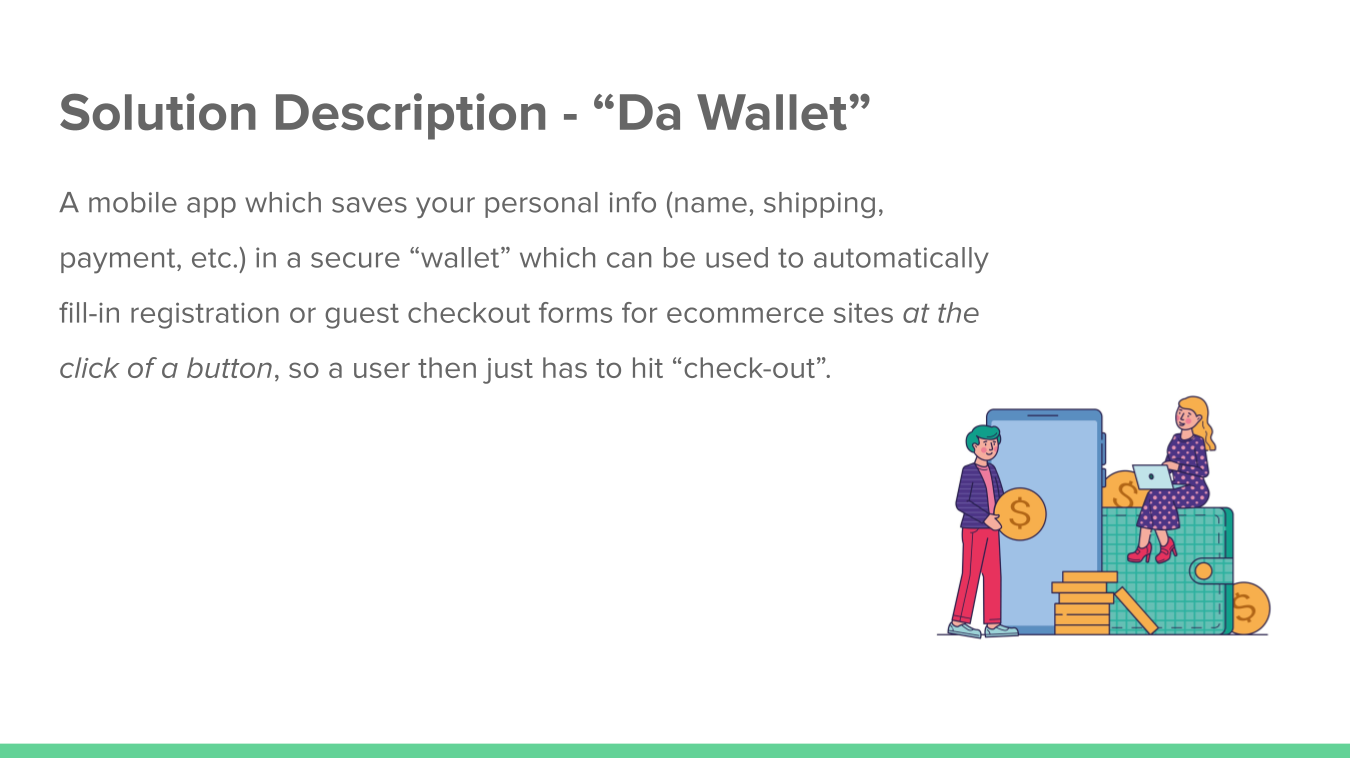 Solution Description - “Da Wallet”
A mobile app which saves your personal info (name, shipping,
payment, etc.) in a secure “wallet” which can be used to automatically
fill-in registration or guest checkout forms for ecommerce sites at the
click of a button, so a user then just has to hit “check-out”.
$
$
$